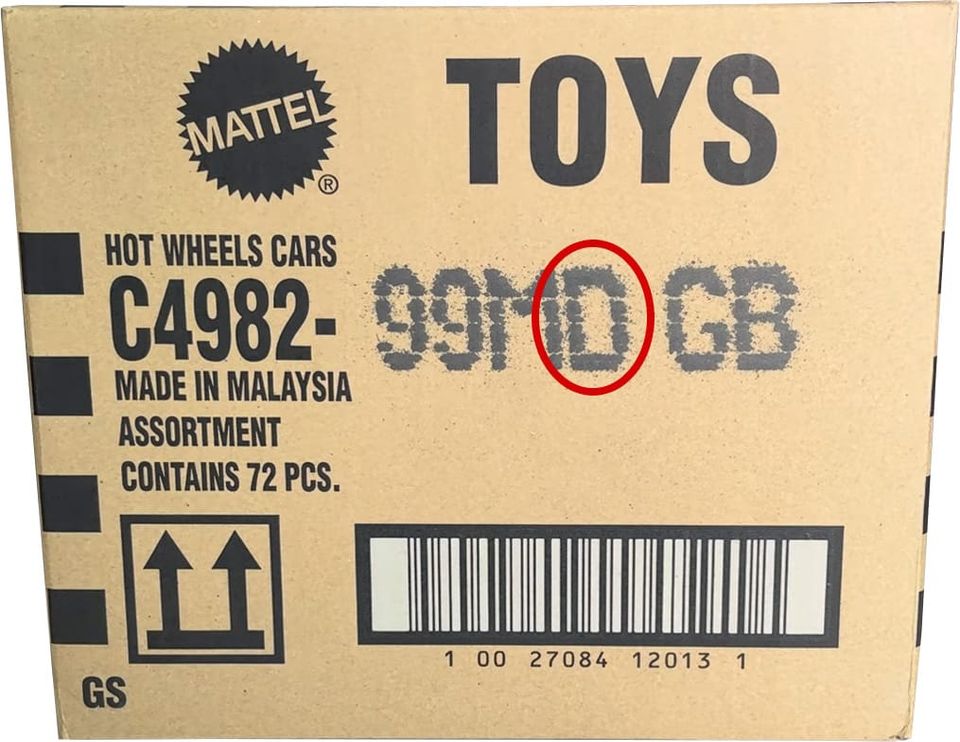 MATTEL
®
TOYS
HOT WHEELS CARS
C4982-
99MD GB
MADE IN MALAYSIA
ASSORTMENT
CONTAINS 72 PCS.
1 00 27084 12013 1
GS